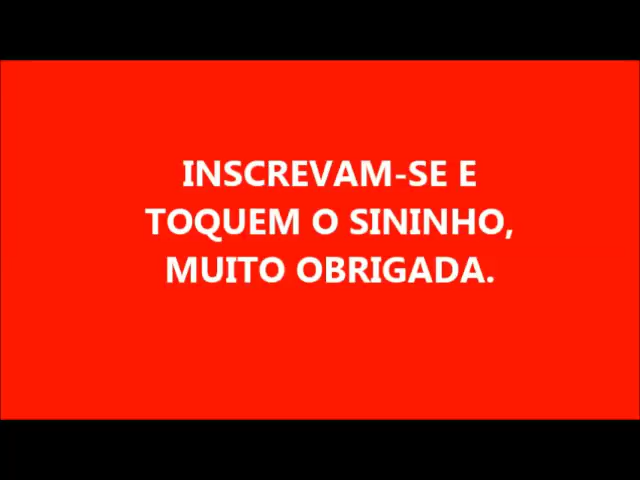 INSCREVAM-SE E
TOQUEM O SININHO,
MUITO OBRIGADA.